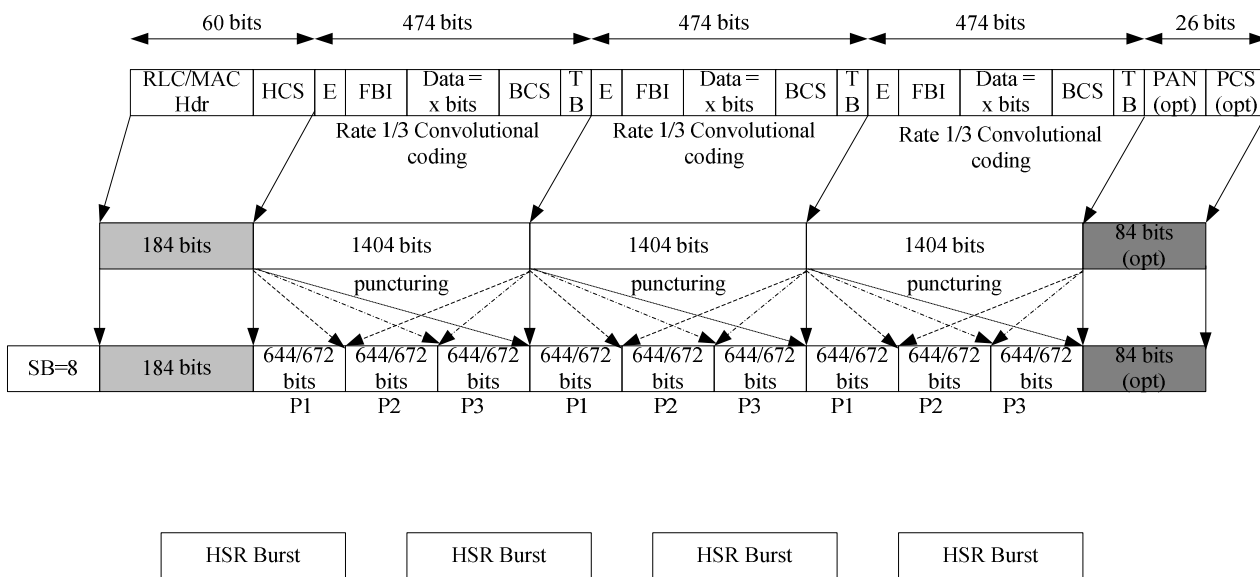 60 bits 474 bits 474 bits 474 bits 26 bits
RLC/MAC Hdr HCS E FBI Data = x bits BCS T B E FBI Data = x bits BCS T B E FBI Data = x bits BCS T B PAN (opt) PCS (opt)
Rate 1/3 Convolutional coding
Rate 1/3 Convolutional coding
Rate 1/3 Convolutional coding
184 bits 1404 bits 1404 bits 1404 bits 84 bits (opt)
puncturing puncturing puncturing
SB=8 184 bits 644/672 bits 644/672 bits 644/672 bits 644/672 bits 644/672 bits 644/672 bits 644/672 bits 644/672 bits 644/672 bits 84 bits (opt)
P1 P2 P3 P1 P2 P3 P1 P2 P3
HSR Burst HSR Burst HSR Burst HSR Burst